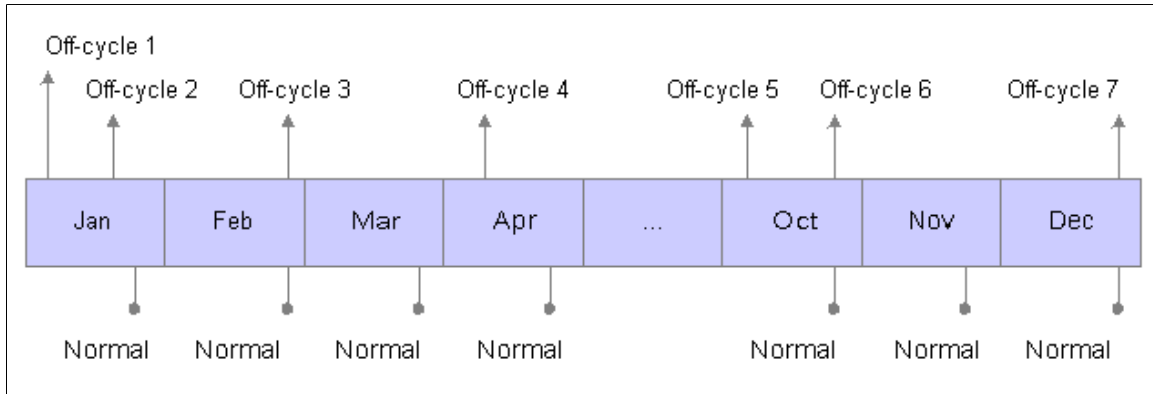 Off-cycle 1
Off-cycle 2 Off-cycle 3 Off-cycle 4 Off-cycle 5 Off-cycle 6 Off-cycle 7
Jan Feb Mar Apr ... Oct Nov Dec
Normal Normal Normal Normal Normal Normal Normal